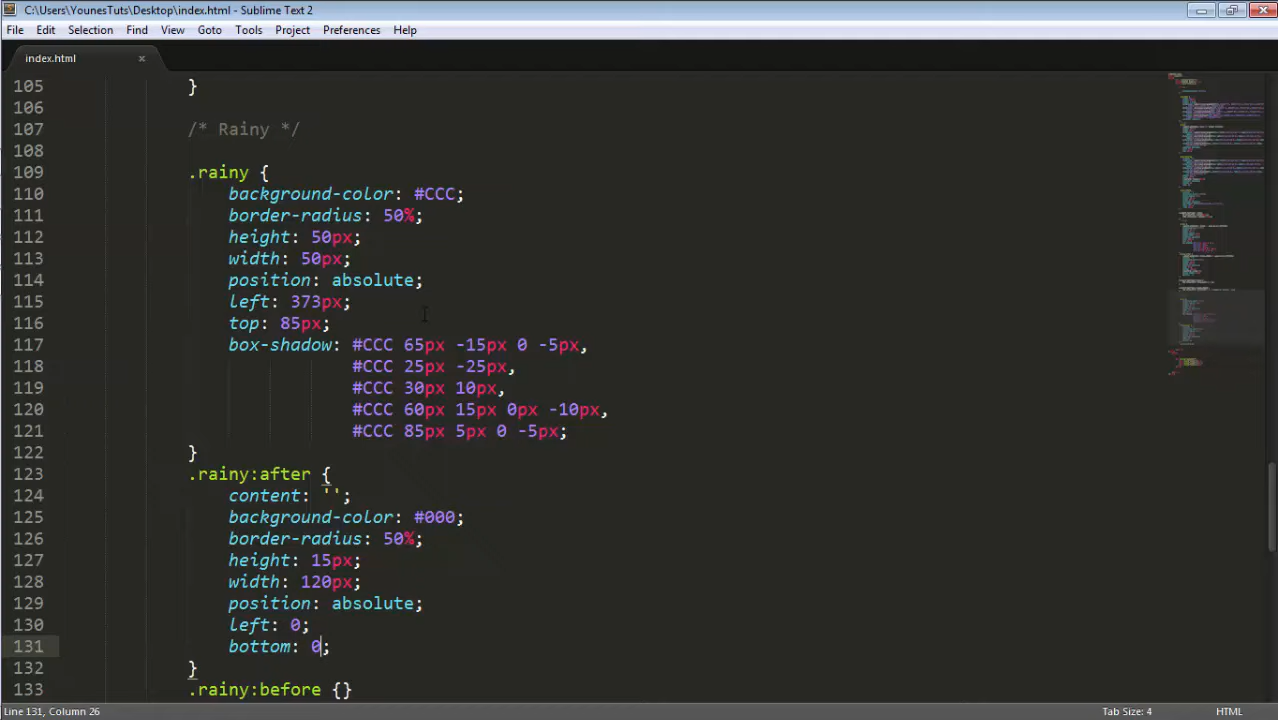 C:\Users\YounesTuts\Desktop\index.html - Sublime Text 2
File Edit Selection Find View Goto Tools Project Preferences Help
index.html ×
105 }
106
107 /* Rainy */
108
109 .rainy {
110 background-color: #CCC;
111 border-radius: 50%;
112 height: 50px;
113 width: 50px;
114 position: absolute;
115 left: 373px;
116 top: 85px;
117 box-shadow: #CCC 65px -15px 0 -5px,
118 #CCC 25px -25px,
119 #CCC 30px 10px,
120 #CCC 60px 15px 0px -10px,
121 #CCC 85px 5px 0 -5px;
122 }
123 .rainy:after {
124 content: '';
125 background-color: #000;
126 border-radius: 50%;
127 height: 15px;
128 width: 120px;
129 position: absolute;
130 left: 0;
131 bottom: 0;
132 }
133 .rainy:before {}
Line 131, Column 26 Tab Size: 4 HTML